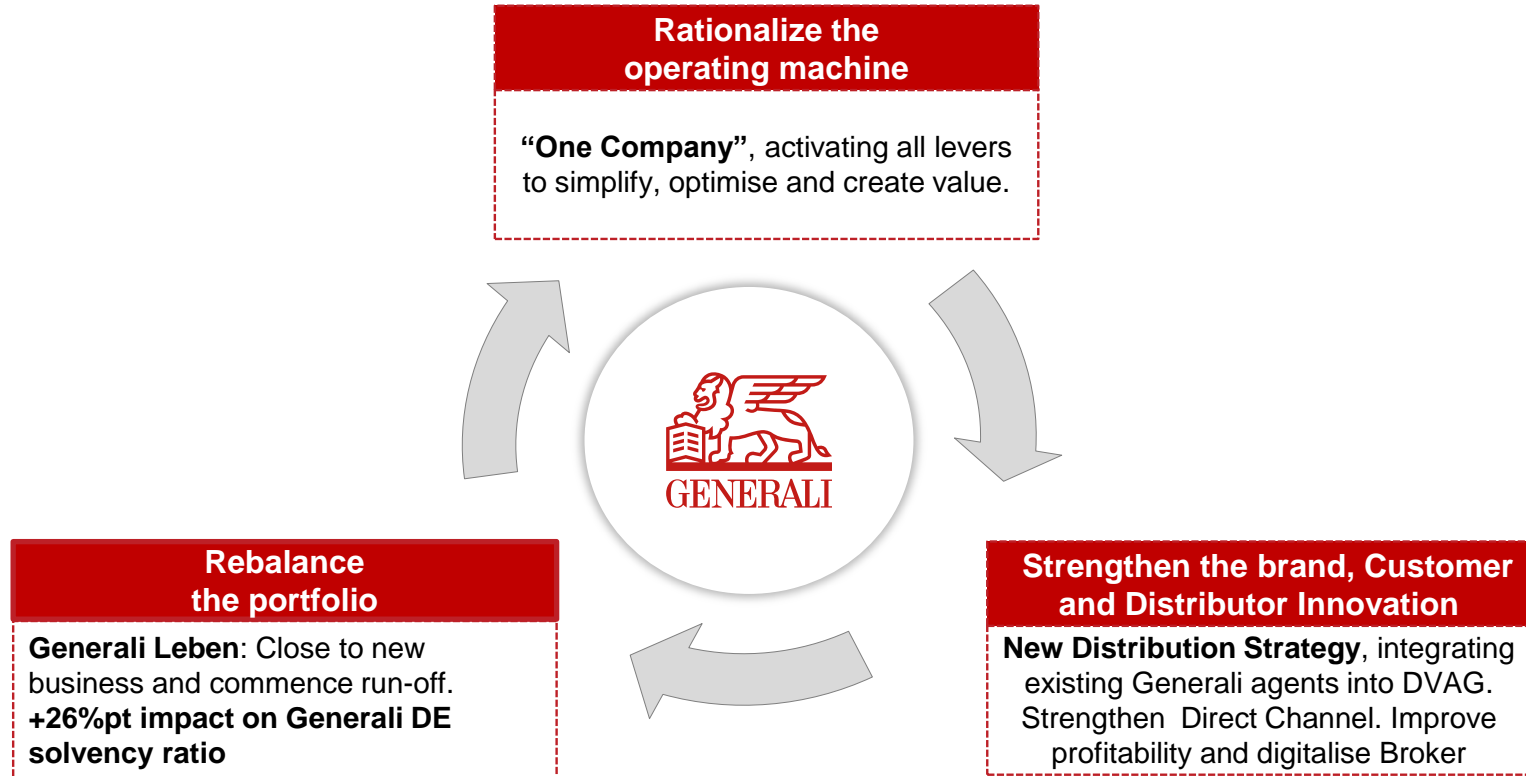 Rationalize the
operating machine
“One Company”, activating all levers
to simplify, optimise and create value.
GENERALI
Rebalance
the portfolio
Generali Leben: Close to new
business and commence run-off.
+26%pt impact on Generali DE
solvency ratio
Strengthen the brand, Customer
and Distributor Innovation
New Distribution Strategy, integrating
existing Generali agents into DVAG.
Strengthen Direct Channel. Improve
profitability and digitalise Broker